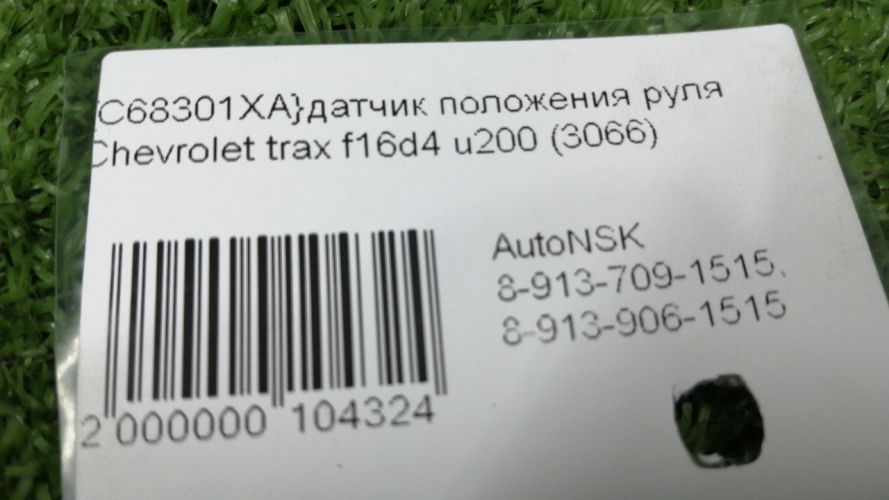 {C68301XA}датчик положения руля
Chevrolet trax f16d4 u200 (3066)
AutoNSK
8-913-709-1515,
8-913-906-1515
2 000000 104324